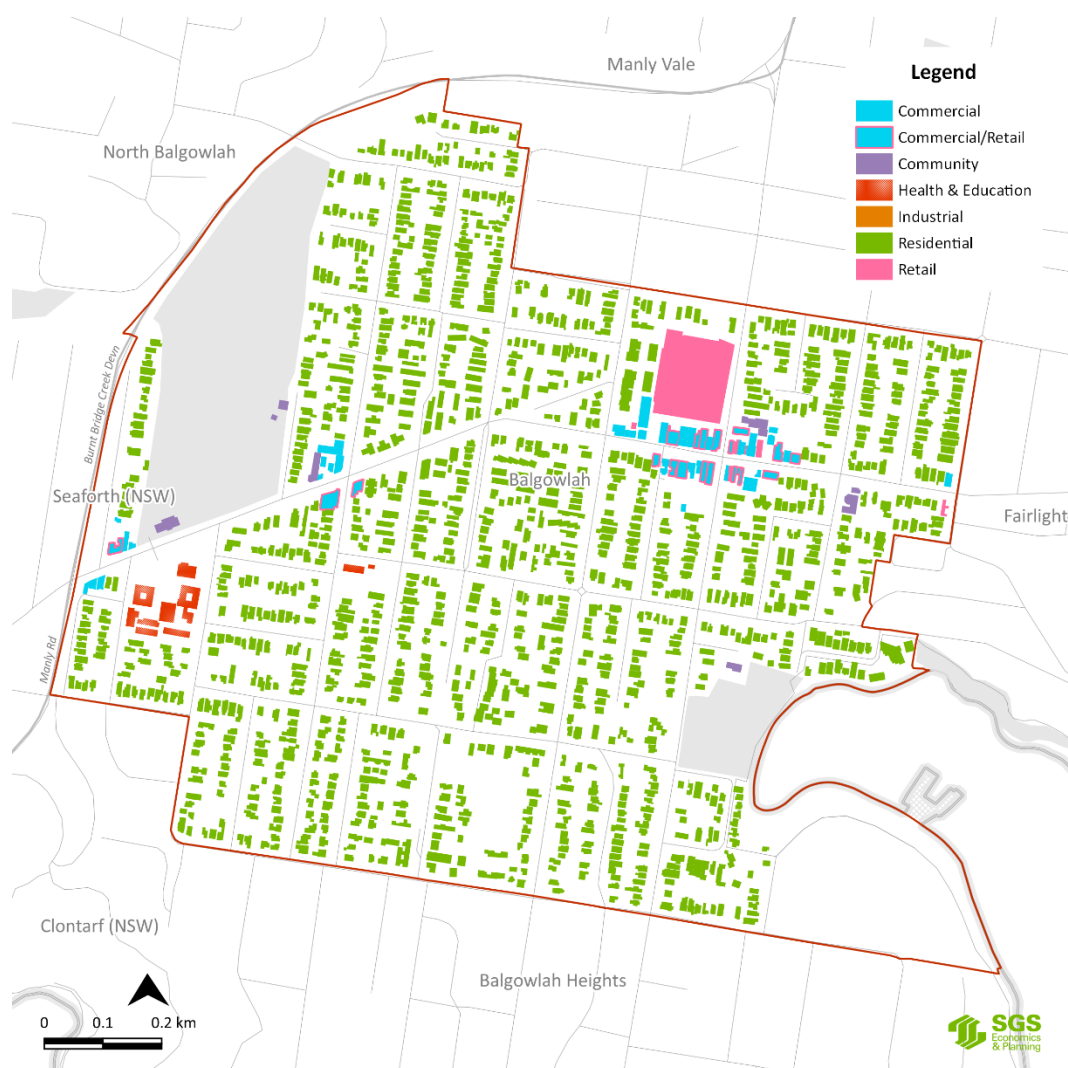 Manly Vale
Legend
Commercial
Commercial/Retail
Community
Health & Education
Industrial
Residential
Retail
North Balgowlah
Burnt Bridge Creek Devn
Seaforth (NSW)
Balgowlah
Fairlight
Manly Rd
Clontarf (NSW)
Balgowlah Heights
0 0.1 0.2 km
SGS
Economics
& Planning